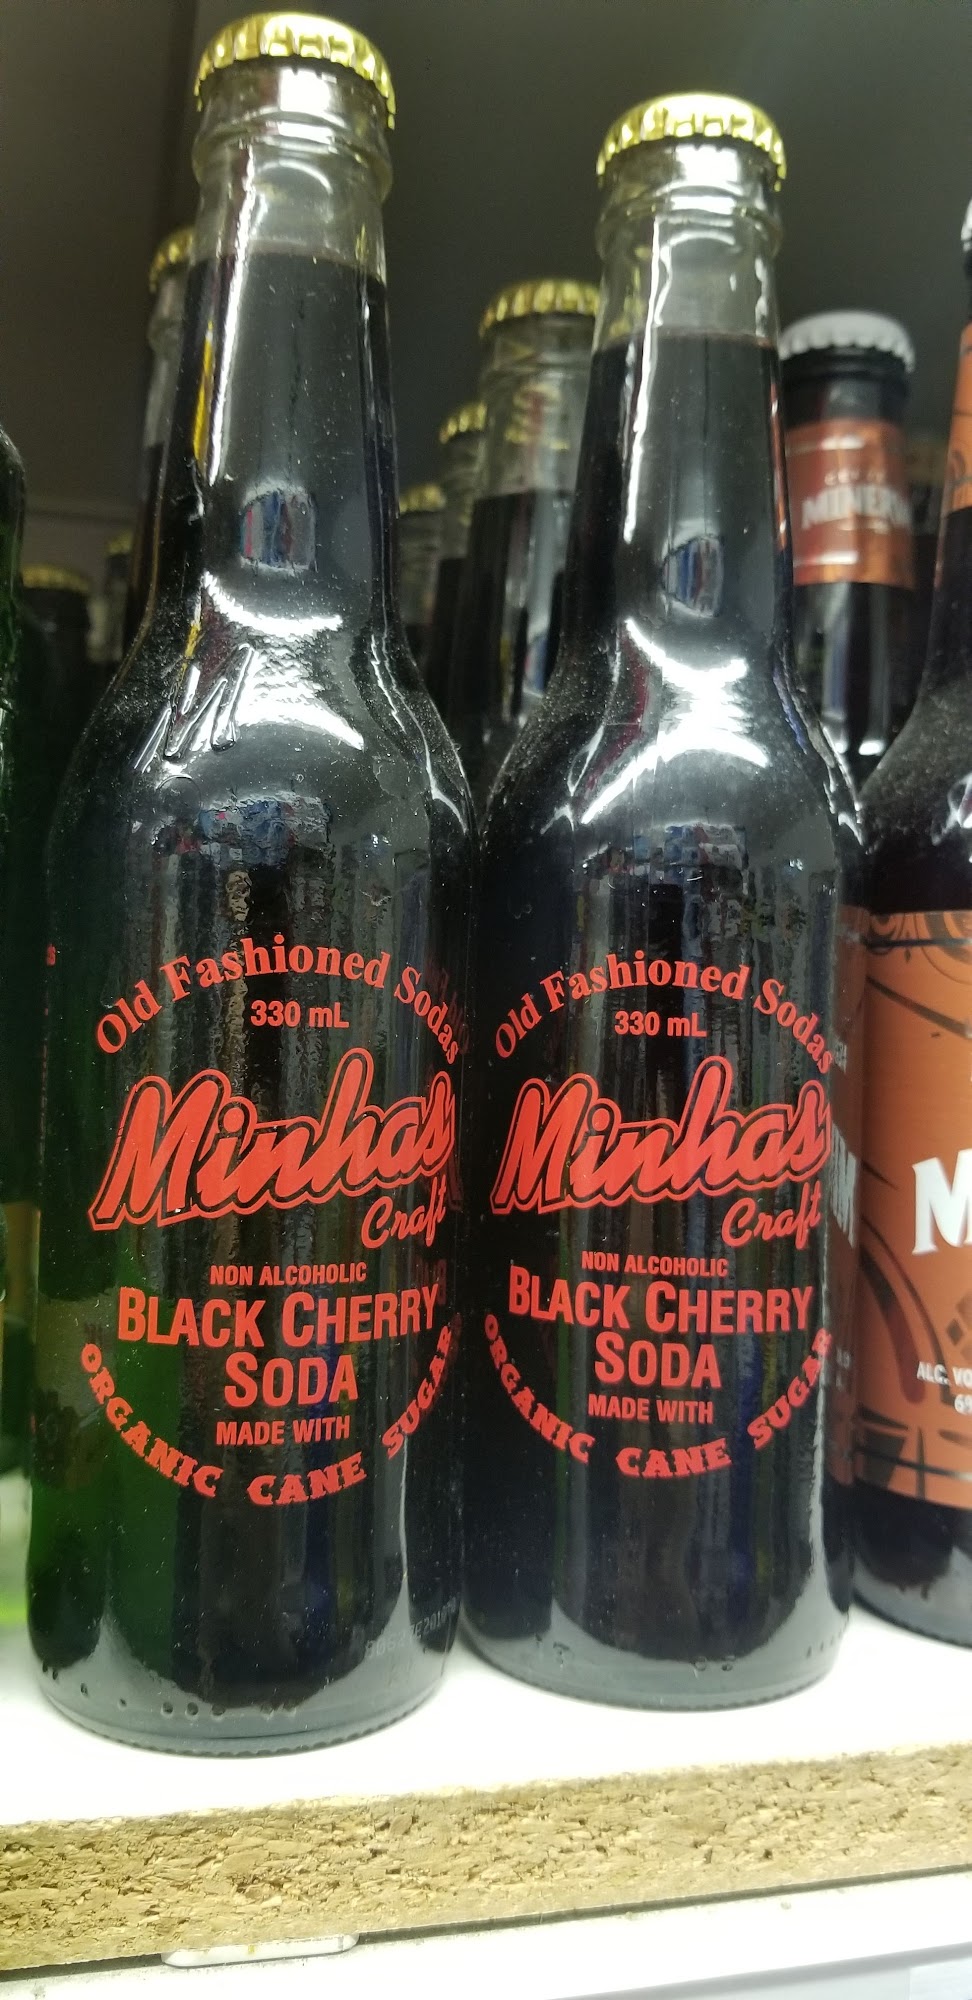 Old Fashioned Sodas
330 mL
Minhas
Craft
NON ALCOHOLIC
BLACK CHERRY
SODA
MADE WITH
ORGANIC CANE SUGAR
Old Fashioned Sodas
330 mL
Minhas
Craft
NON ALCOHOLIC
BLACK CHERRY
SODA
MADE WITH
ORGANIC CANE SUGAR
ALC.